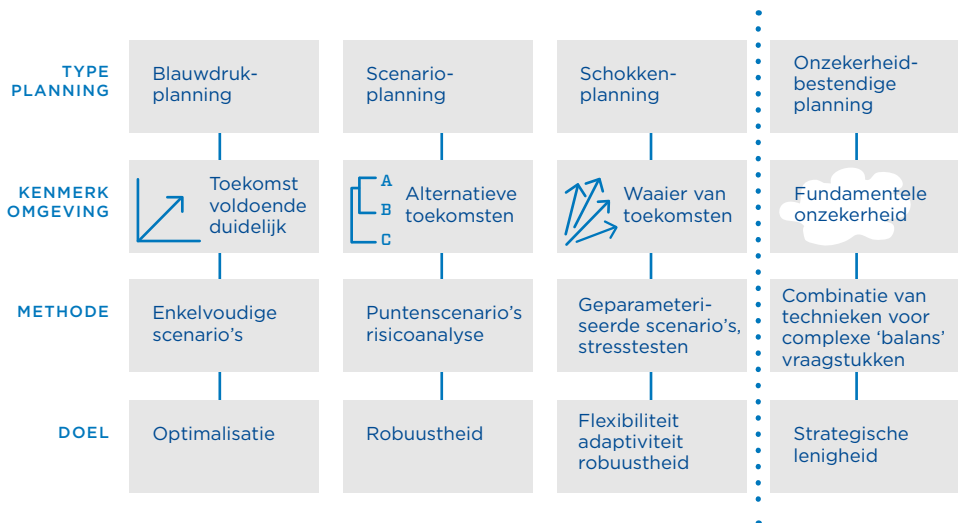 TYPE
PLANNING
Blauwdruk-
planning
Scenario-
planning
Schokken-
planning
Onzekerheid-
bestendige
planning
KENMERK
OMGEVING
Toekomst
voldoende
duidelijk
A
B
C
Alternatieve
toekomsten
Waaier van
toekomsten
Fundamentele
onzekerheid
METHODE
Enkelvoudige
scenario’s
Puntenscenario’s
risicoanalyse
Geparameteri-
seerde scenario’s,
stresstesten
Combinatie van
technieken voor
complexe ‘balans’
vraagstukken
DOEL
Optimalisatie
Robuustheid
Flexibiliteit
adaptiviteit
robuustheid
Strategische
lenigheid